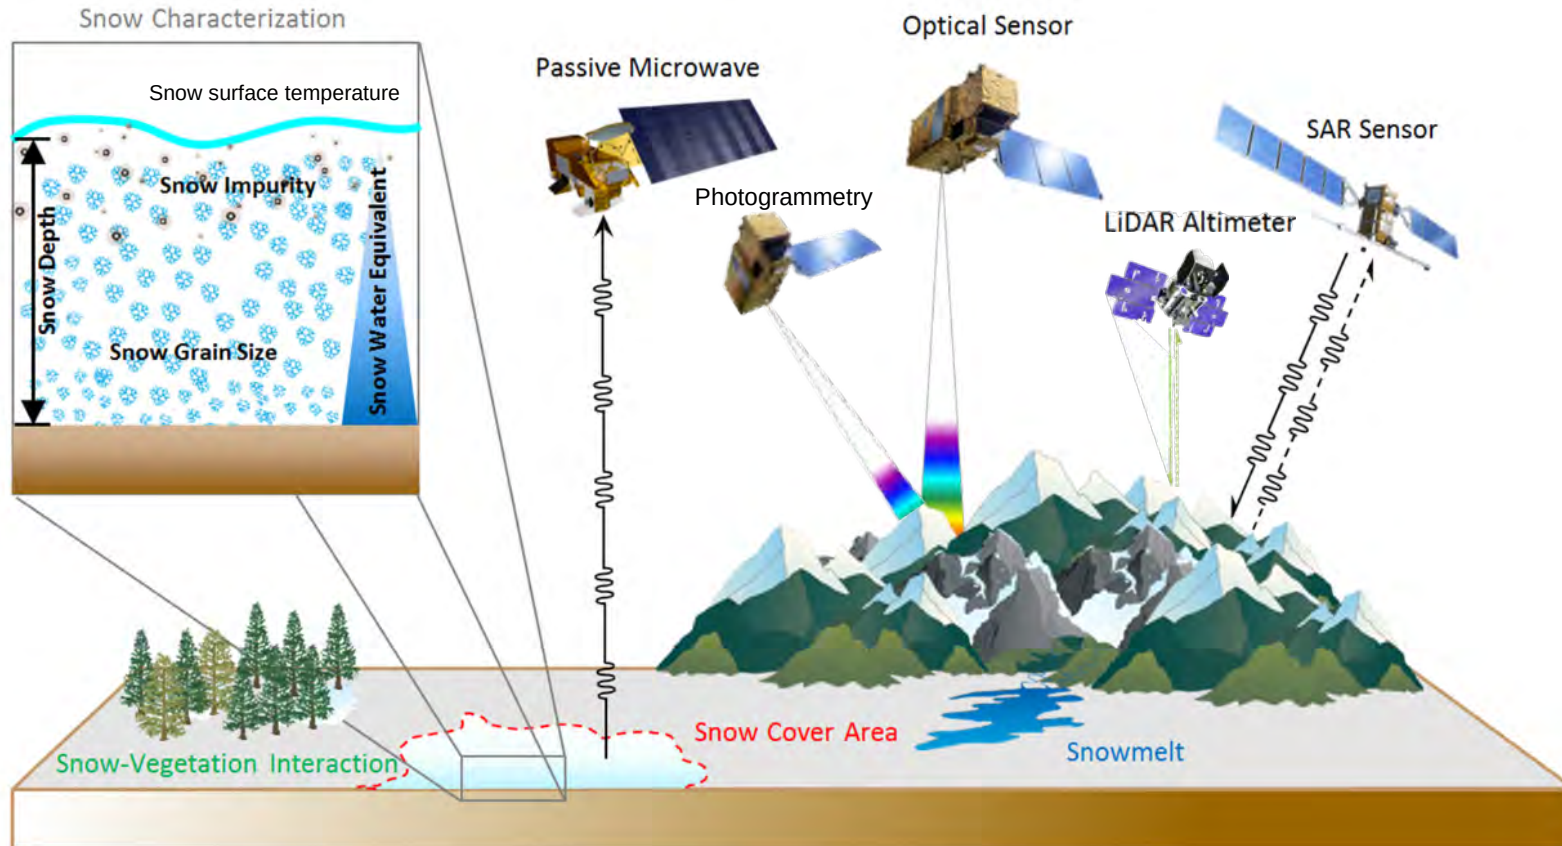 Snow Characterization
Snow surface temperature
Snow Impurity
Snow Depth
Snow Water Equivalent
Snow Grain Size
Passive Microwave
Optical Sensor
Photogrammetry
SAR Sensor
LiDAR Altimeter
Snow-Vegetation Interaction
Snow Cover Area
Snowmelt